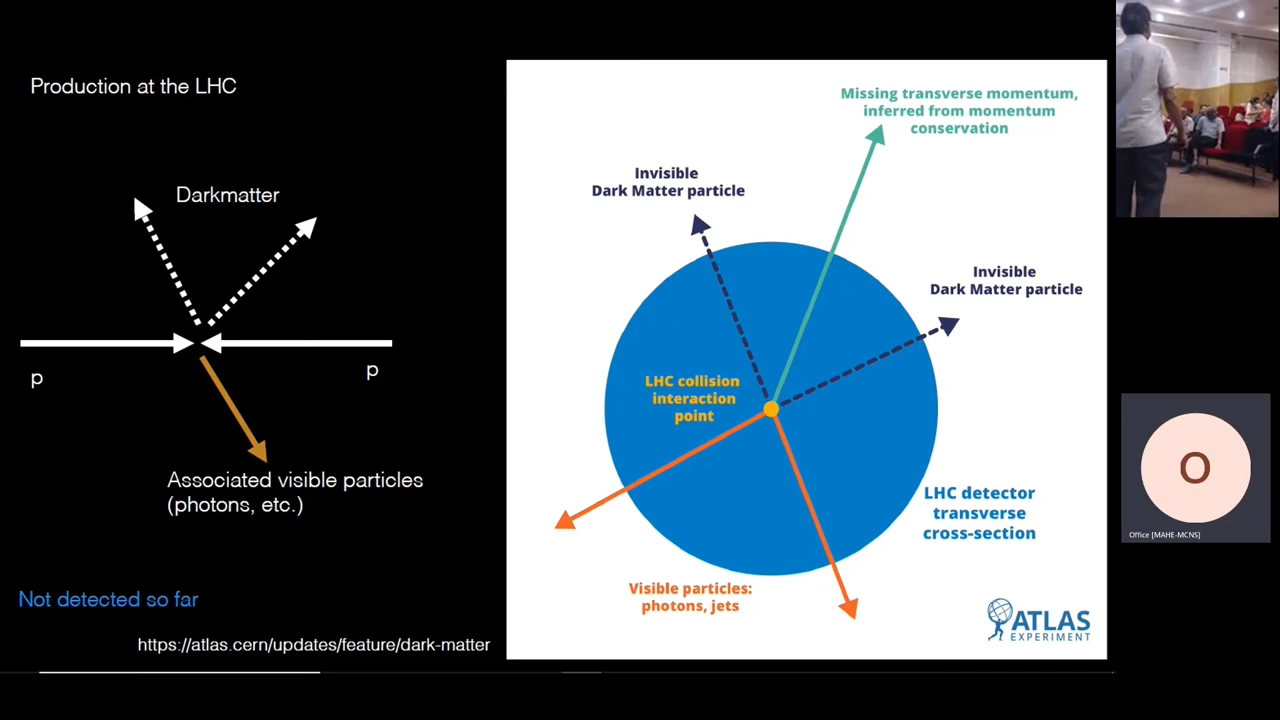 Production at the LHC
Darkmatter
p
p
Associated visible particles
(photons, etc.)
Not detected so far
https://atlas.cern/updates/feature/dark-matter
Missing transverse momentum,
inferred from momentum
conservation
Invisible
Dark Matter particle
Invisible
Dark Matter particle
LHC collision
interaction
point
LHC detector
transverse
cross-section
Visible particles:
photons, jets
ATLAS
EXPERIMENT
O
Office [MAHE-MCNS]